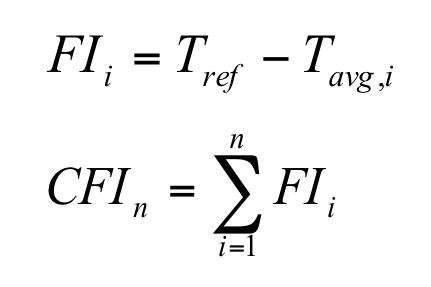 FI_i = T_ref − T_avg,i
CFI_n = ∑_{i=1}^{n} FI_i